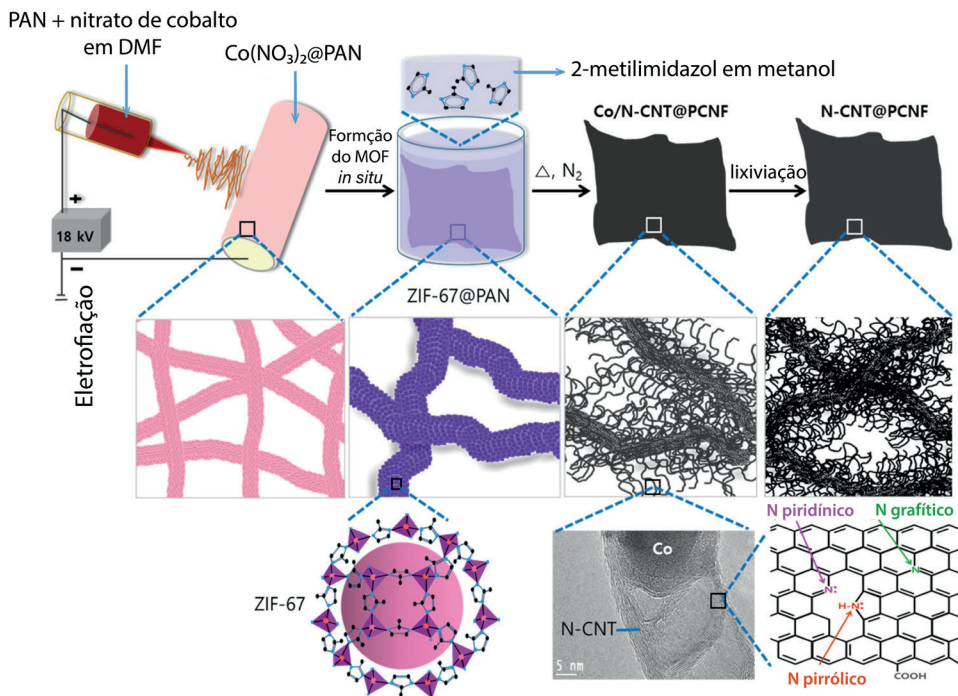 PAN + nitrato de cobalto
em DMF
Co(NO₃)₂@PAN
2-metilimidazol em metanol
Co/N-CNT@PCNF
N-CNT@PCNF
Formção
do MOF
in situ
△, N₂
lixiviação
+
18 kV
−
Eletrofiação
ZIF-67@PAN
N piridínico
N grafítico
Co
N
N:
H-N:
ZIF-67
N-CNT
5 nm
N pirrólico
COOH